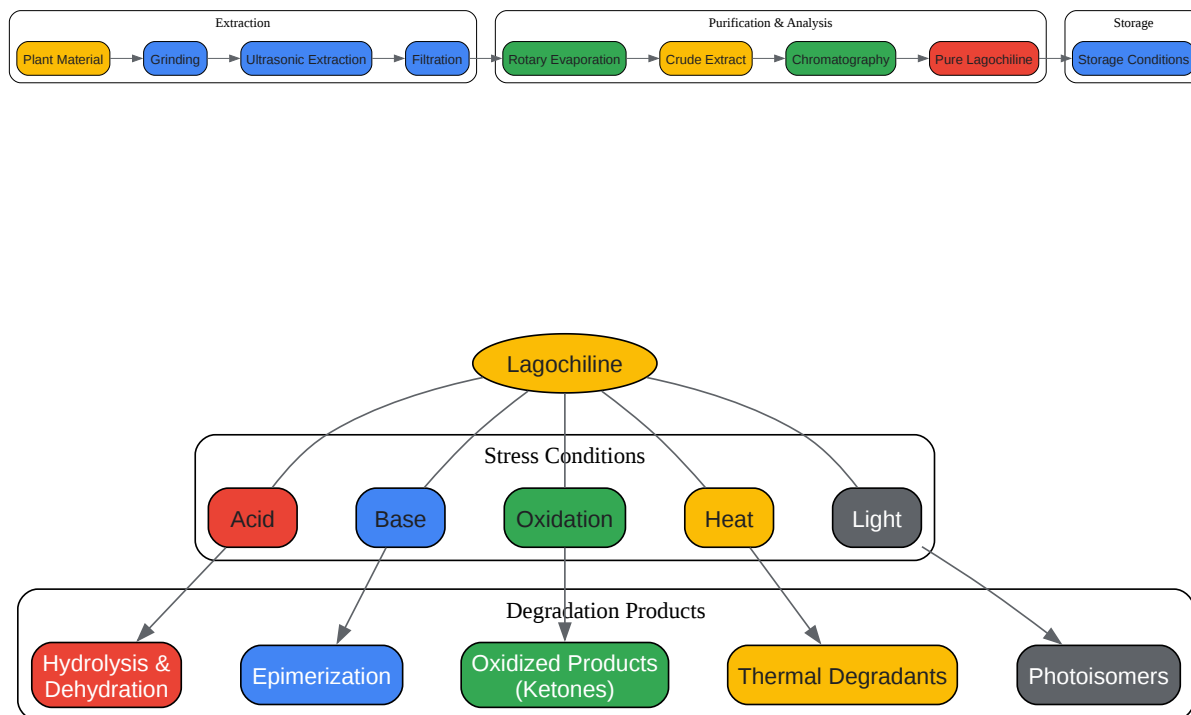 Extraction
Purification & Analysis
Storage
Plant Material
Grinding
Ultrasonic Extraction
Filtration
Rotary Evaporation
Crude Extract
Chromatography
Pure Lagochiline
Storage Conditions
Lagochiline
Stress Conditions
Acid
Base
Oxidation
Heat
Light
Degradation Products
Hydrolysis &
Dehydration
Epimerization
Oxidized Products
(Ketones)
Thermal Degradants
Photoisomers